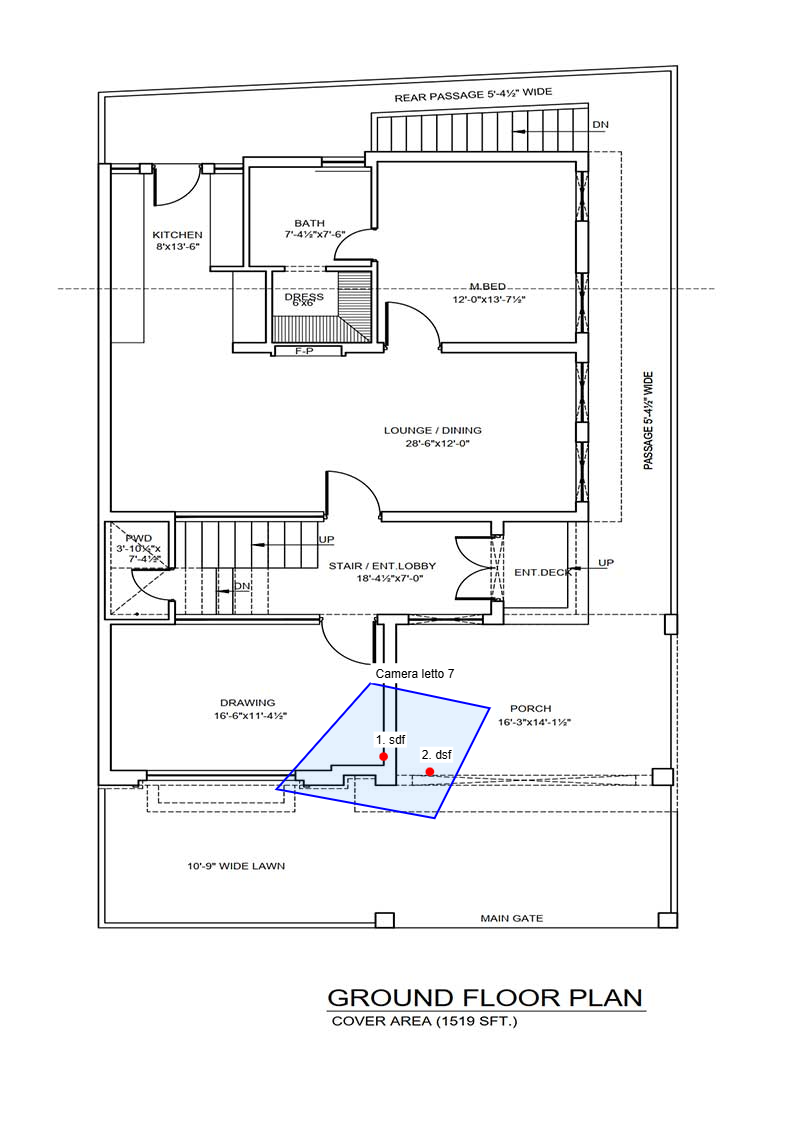 REAR PASSAGE 5'-4½" WIDE
DN
BATH
7'-4½"x7'-6"
KITCHEN
8'x13'-6"
DRESS
6'x6'
M.BED
12'-0"x13'-7½"
F-P
PASSAGE 5'-4½" WIDE
LOUNGE / DINING
28'-6"x12'-0"
PWD
3'-10½"x
7'-4½"
UP
STAIR / ENT.LOBBY
18'-4½"x7'-0"
DN
ENT.DECK
UP
Camera letto 7
DRAWING
16'-6"x11'-4½"
PORCH
16'-3"x14'-1½"
1. sdf
2. dsf
10'-9" WIDE LAWN
MAIN GATE
GROUND FLOOR PLAN
COVER AREA (1519 SFT.)